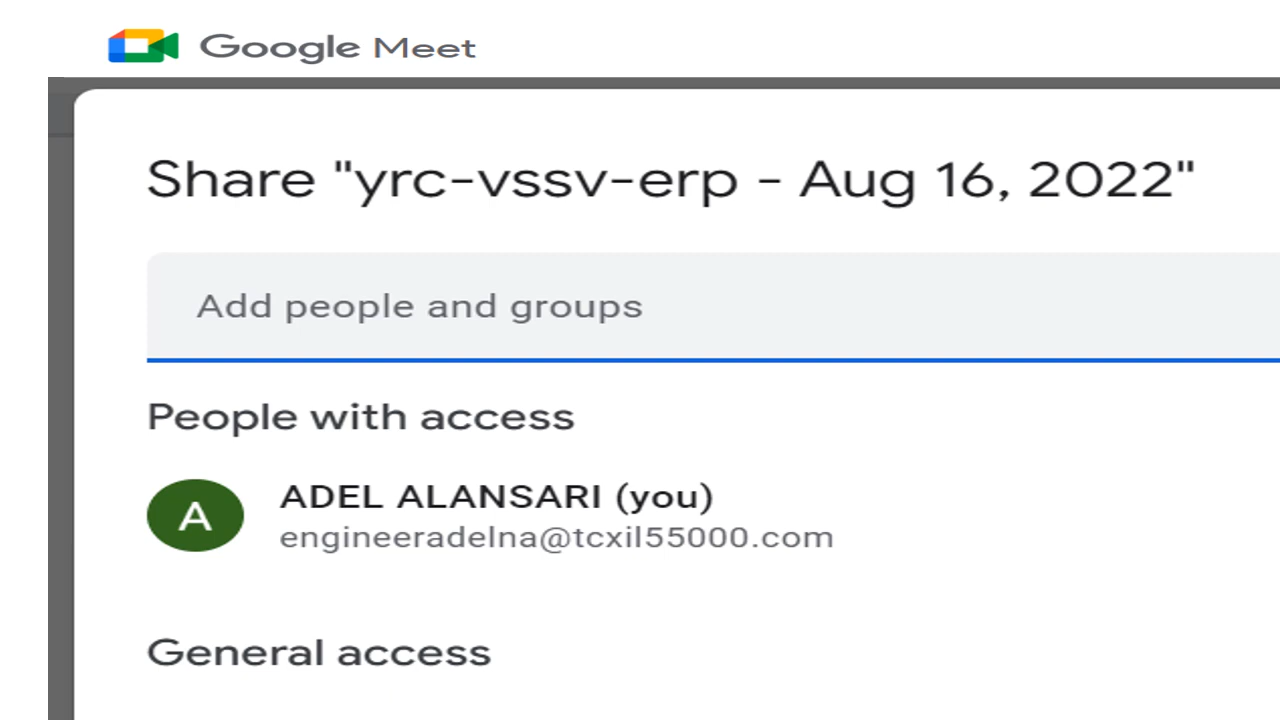 Google Meet
Share "yrc-vssv-erp - Aug 16, 2022"
Add people and groups
People with access
A
ADEL ALANSARI (you)
engineeradelna@tcxil55000.com
General access